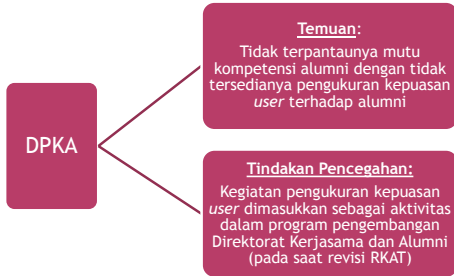 DPKA
Temuan:
Tidak terpantaunya mutu
kompetensi alumni dengan tidak
tersedianya pengukuran kepuasan
user terhadap alumni
Tindakan Pencegahan:
Kegiatan pengukuran kepuasan
user dimasukkan sebagai aktivitas
dalam program pengembangan
Direktorat Kerjasama dan Alumni
(pada saat revisi RKAT)